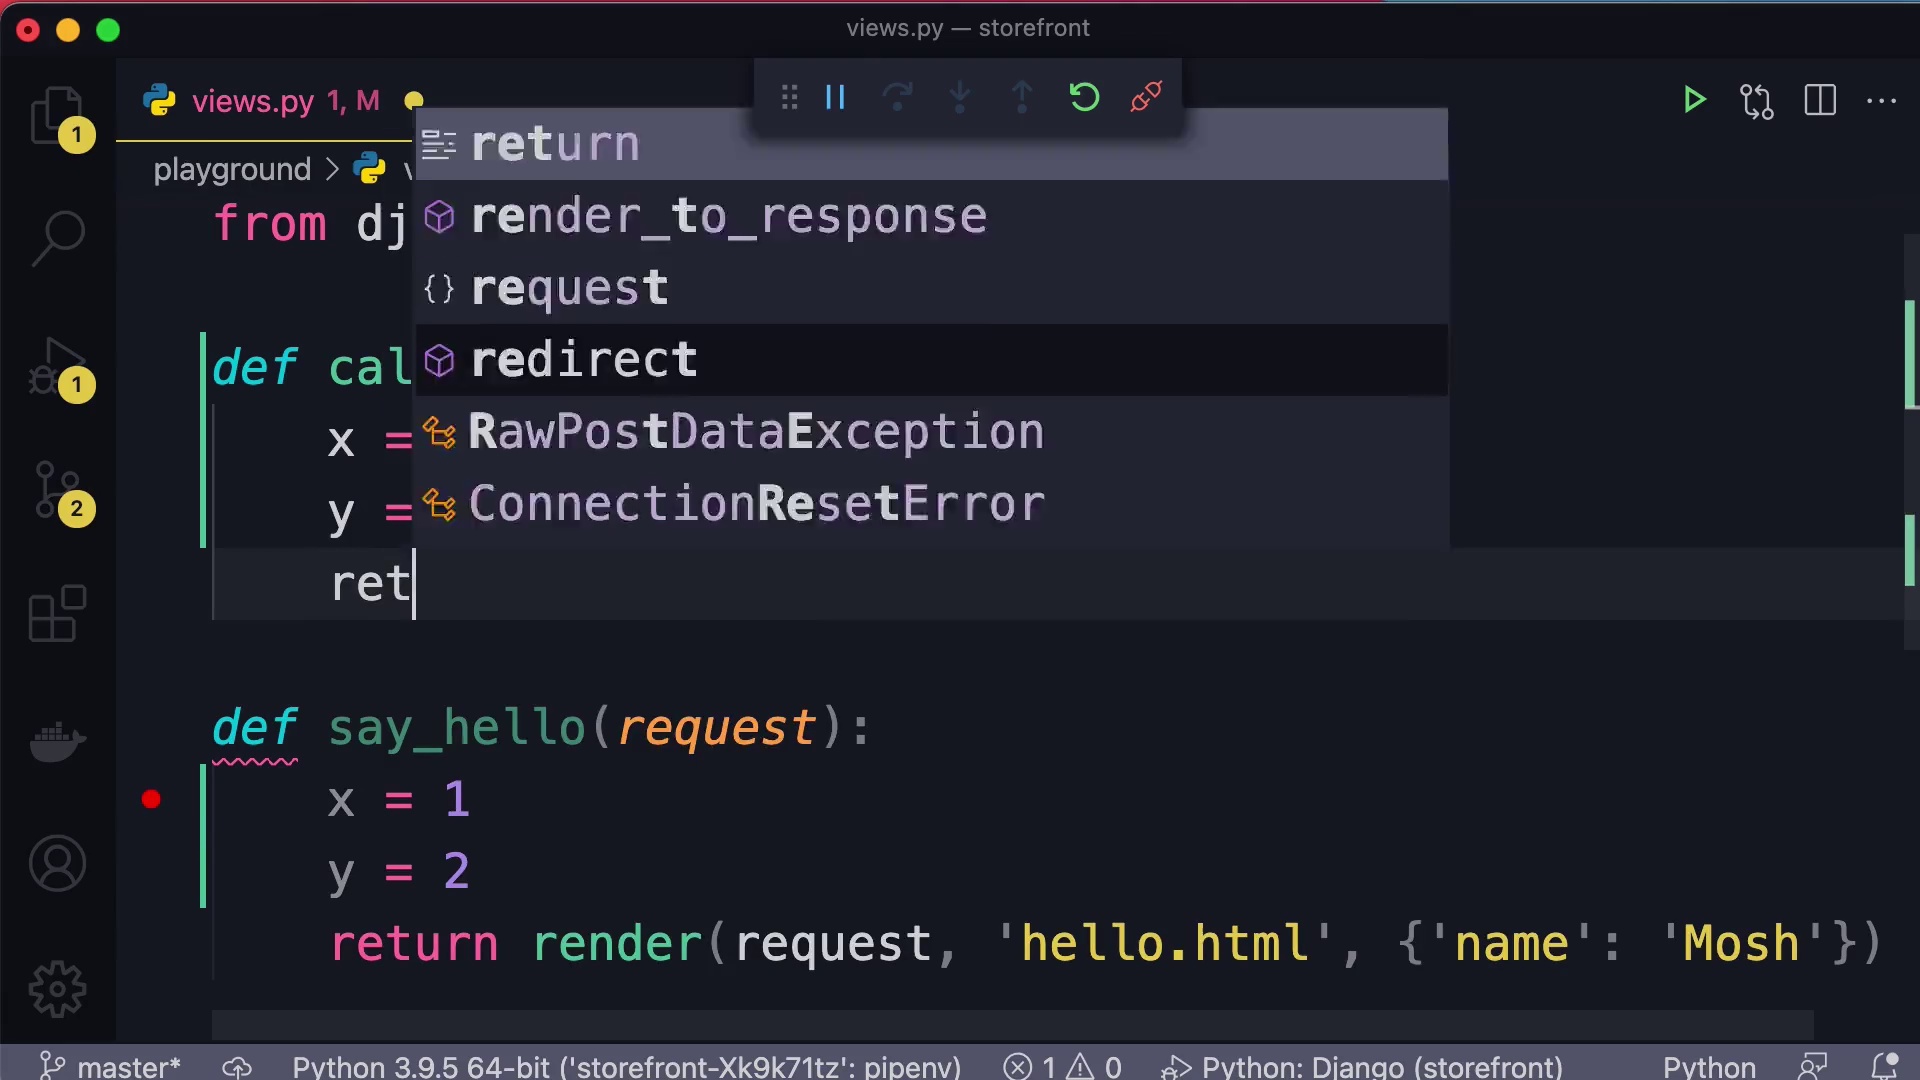 views.py — storefront
views.py 1, M
playground >
return
render_to_response
request
redirect
RawPostDataException
ConnectionResetError
from dj
def cal
x =
y =
ret
def say_hello(request):
x = 1
y = 2
return render(request, 'hello.html', {'name': 'Mosh'})
1
1
2
master* Python 3.9.5 64-bit ('storefront-Xk9k71tz': pipenv) 1 0 Python: Django (storefront) Python